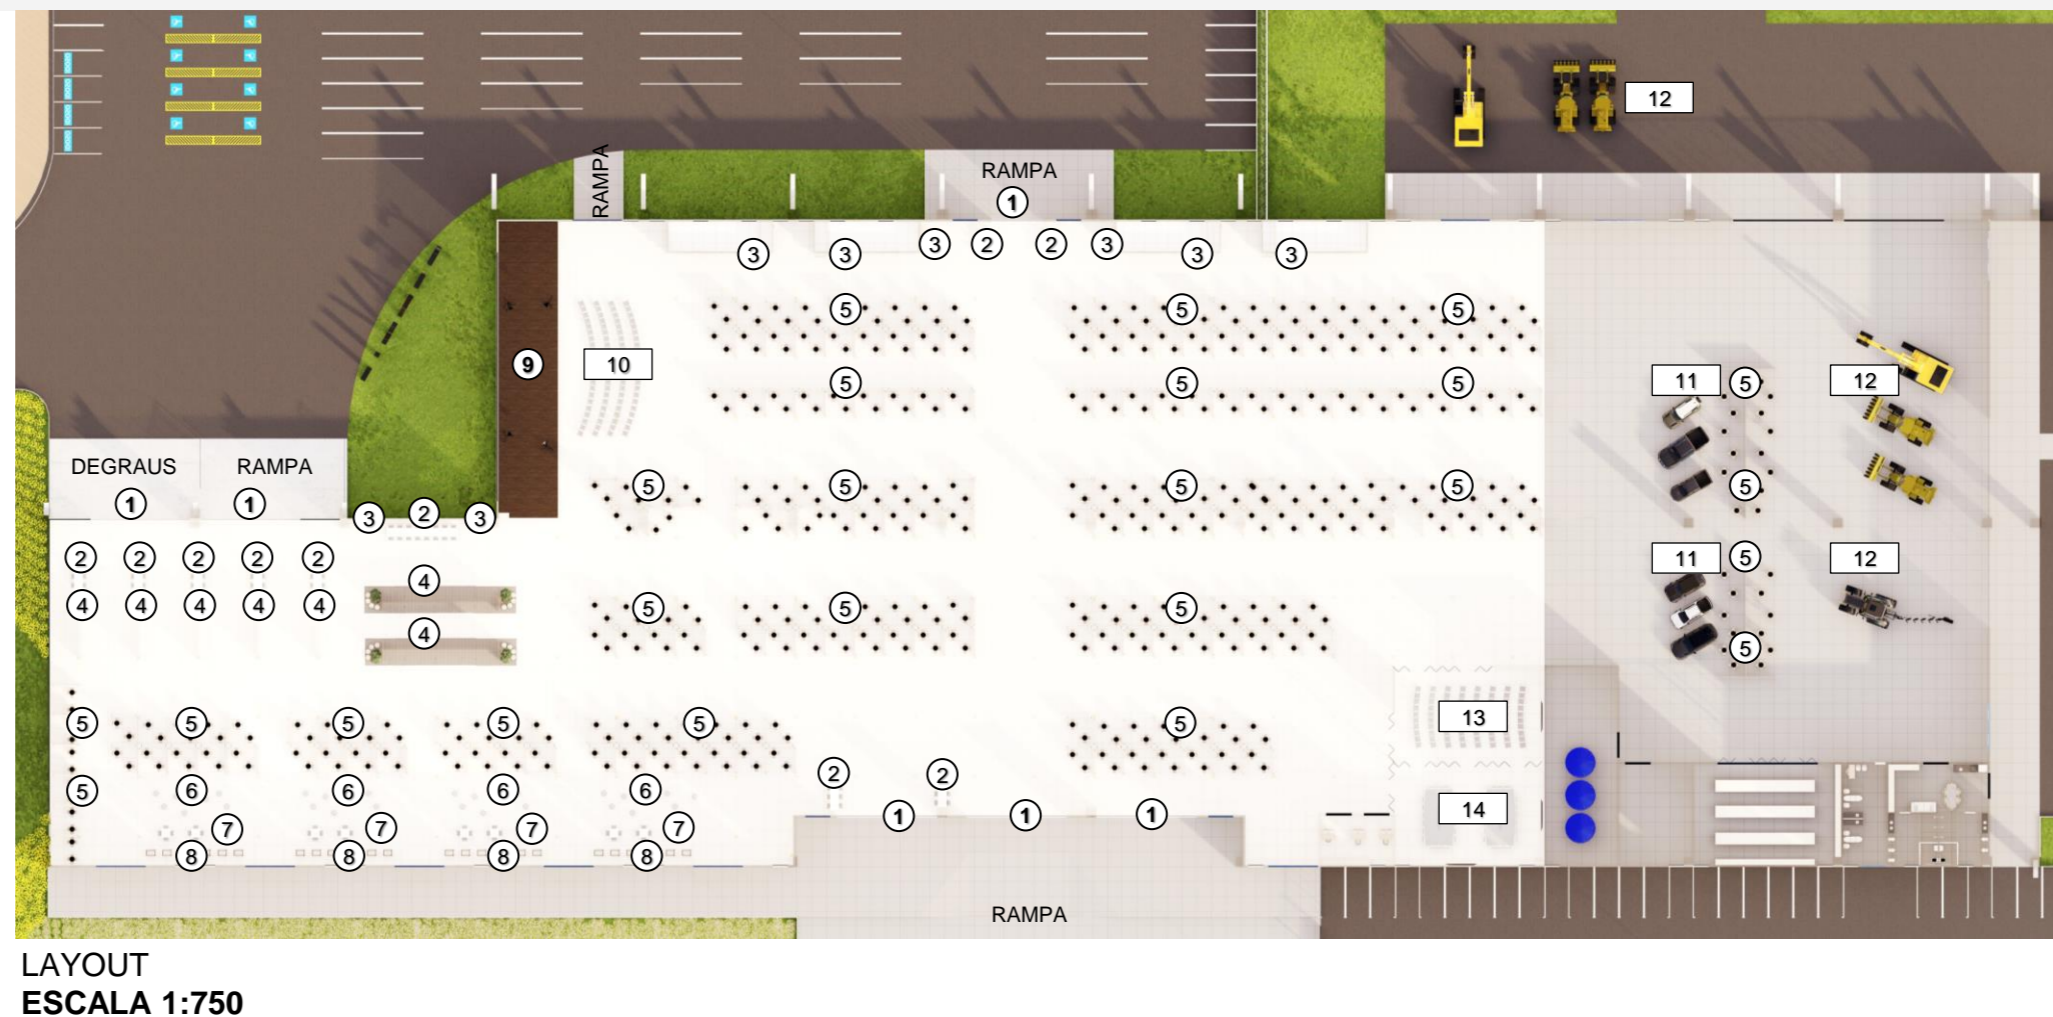 12
RAMPA
RAMPA
1
3 3 3 2 2 3 3 3
5 5 5
9 10
5 5 5
11 5 12
DEGRAUS RAMPA
1 1
3 2 3
5 5 5 5 5
2 2 2 2 2
11 5 12
4
4 4 4 4 4
5 5 5
4
5
5 5 5 5 5 5
13
2 2
5 6 6 6 6
14
1 1 1
7 7 7 7
8 8 8 8
RAMPA
LAYOUT
ESCALA 1:750